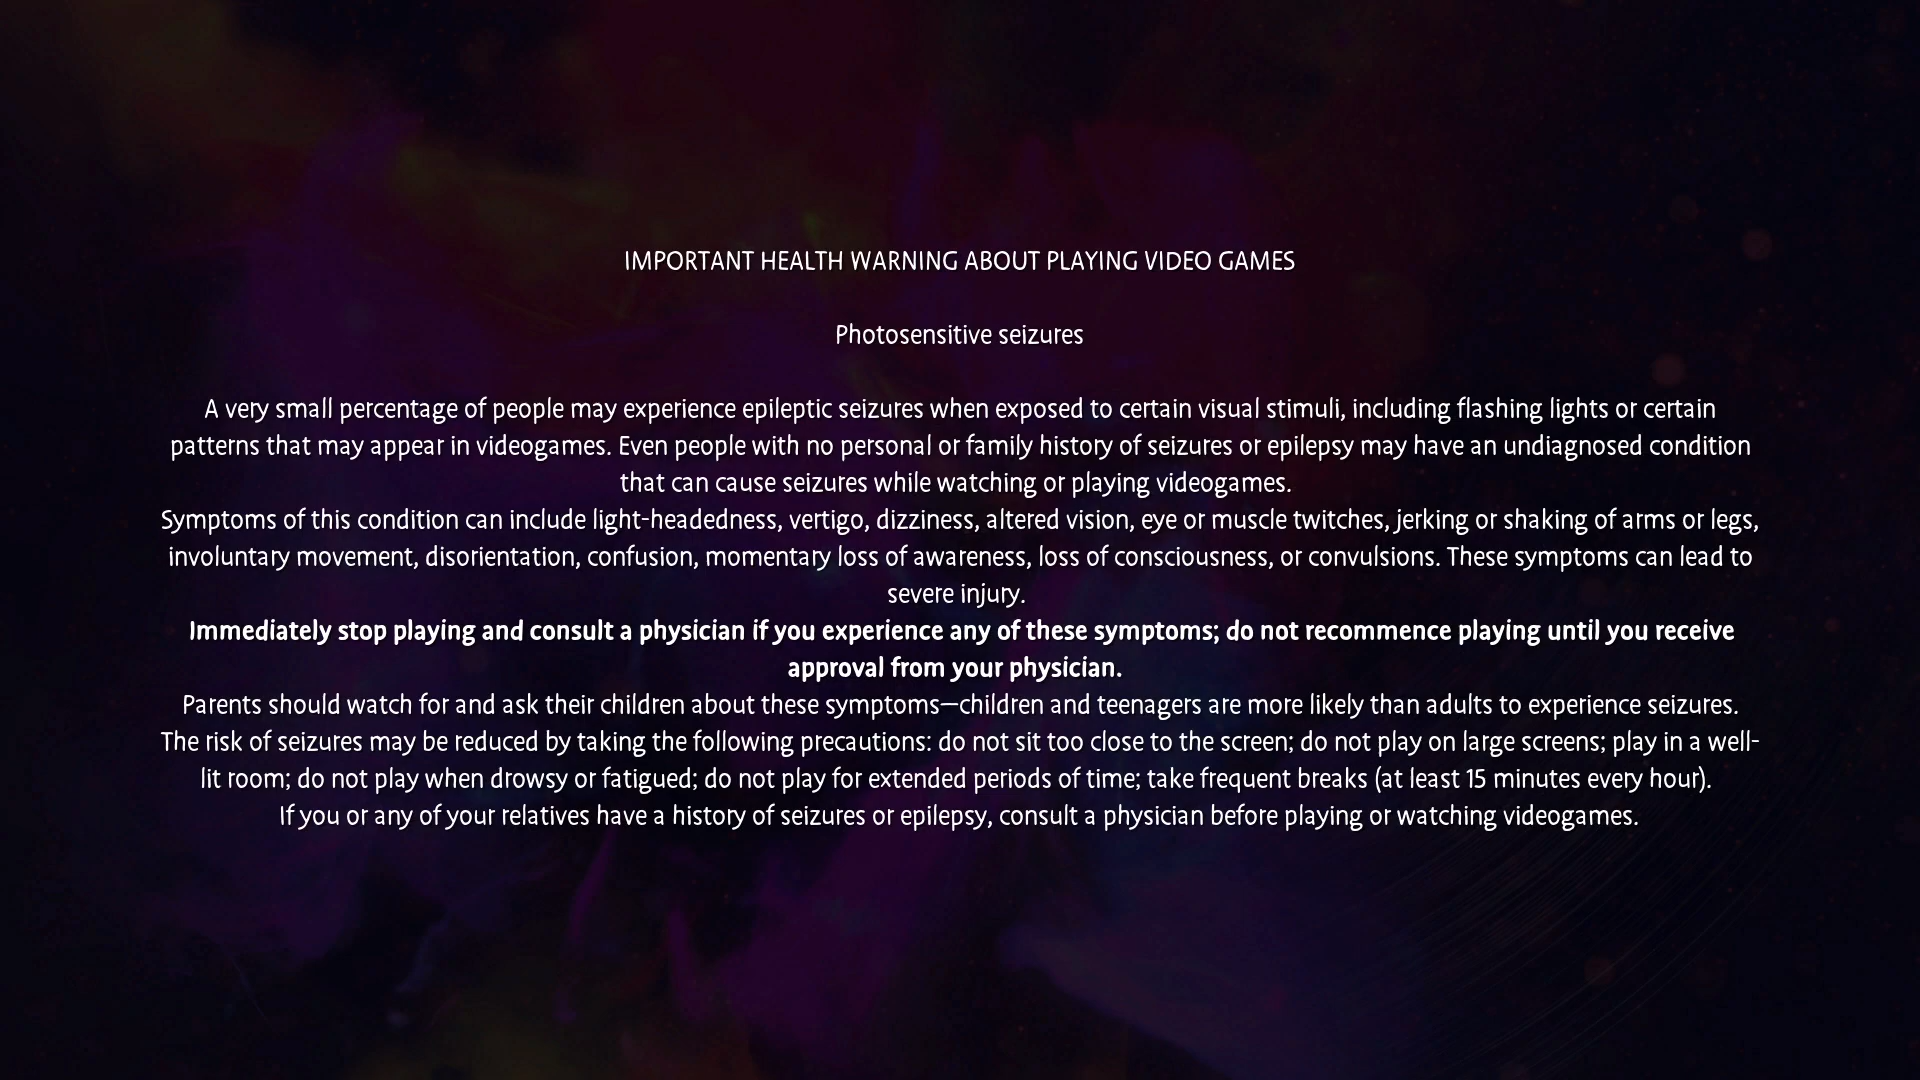 IMPORTANT HEALTH WARNING ABOUT PLAYING VIDEO GAMES
Photosensitive seizures
A very small percentage of people may experience epileptic seizures when exposed to certain visual stimuli, including flashing lights or certain
patterns that may appear in videogames. Even people with no personal or family history of seizures or epilepsy may have an undiagnosed condition
that can cause seizures while watching or playing videogames.
Symptoms of this condition can include light-headedness, vertigo, dizziness, altered vision, eye or muscle twitches, jerking or shaking of arms or legs,
involuntary movement, disorientation, confusion, momentary loss of awareness, loss of consciousness, or convulsions. These symptoms can lead to
severe injury.
Immediately stop playing and consult a physician if you experience any of these symptoms; do not recommence playing until you receive
approval from your physician.
Parents should watch for and ask their children about these symptoms—children and teenagers are more likely than adults to experience seizures.
The risk of seizures may be reduced by taking the following precautions: do not sit too close to the screen; do not play on large screens; play in a well-
lit room; do not play when drowsy or fatigued; do not play for extended periods of time; take frequent breaks (at least 15 minutes every hour).
If you or any of your relatives have a history of seizures or epilepsy, consult a physician before playing or watching videogames.